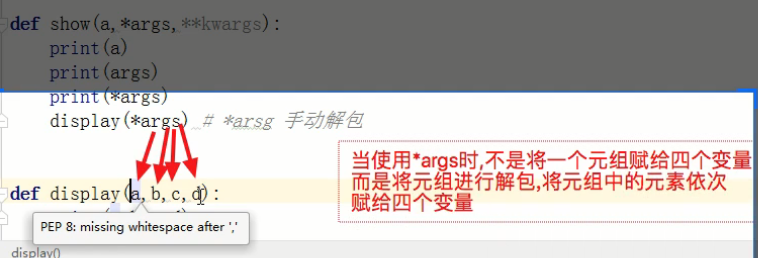 def show(a,*args,**kwargs):
print(a)
print(args)
print(*args)
display(*args) # *arsg 手动解包
当使用*args时,不是将一个元组赋给四个变量
而是将元组进行解包,将元组中的元素依次
赋给四个变量
def display(a,b,c,d):
PEP 8: missing whitespace after ','
display()